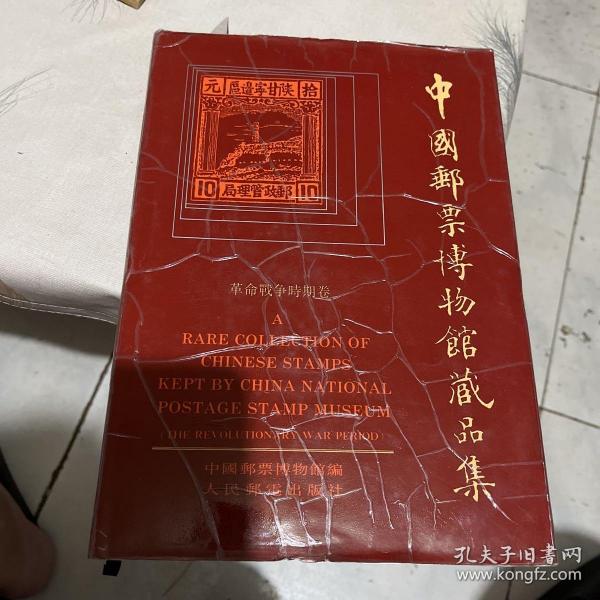 中國郵票博物館藏品集
元 拾
陝甘寧邊區
10 郵政管理局 10
革命戰争時期卷
A
RARE COLLECTION OF
CHINESE STAMPS
KEPT BY CHINA NATIONAL
POSTAGE STAMP MUSEUM
(THE REVOLUTIONARY WAR PERIOD)
中國郵票博物館編
人民郵電出版社
孔夫子旧書网
www.kongfz.com